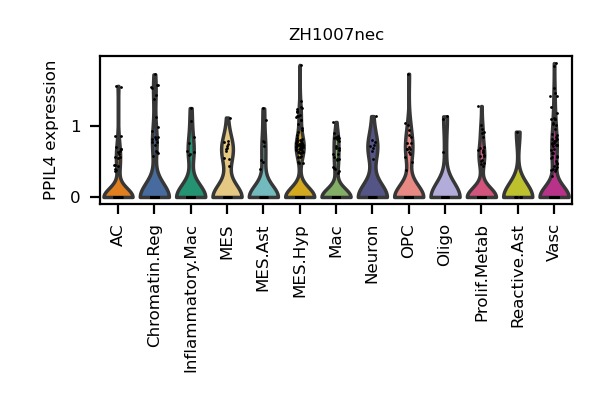 ZH1007nec
PPIL4 expression
1
0
AC
Chromatin.Reg
Inflammatory.Mac
MES
MES.Ast
MES.Hyp
Mac
Neuron
OPC
Oligo
Prolif.Metab
Reactive.Ast
Vasc